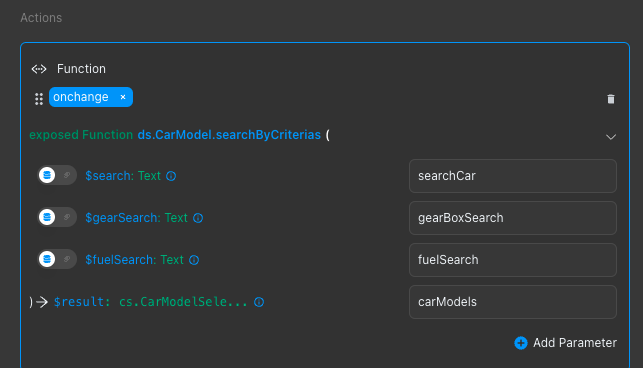 Actions
Function
onchange ×
exposed Function ds.CarModel.searchByCriterias (
$search: Text searchCar
$gearSearch: Text gearBoxSearch
$fuelSearch: Text fuelSearch
) → $result: cs.CarModelSele... carModels
Add Parameter